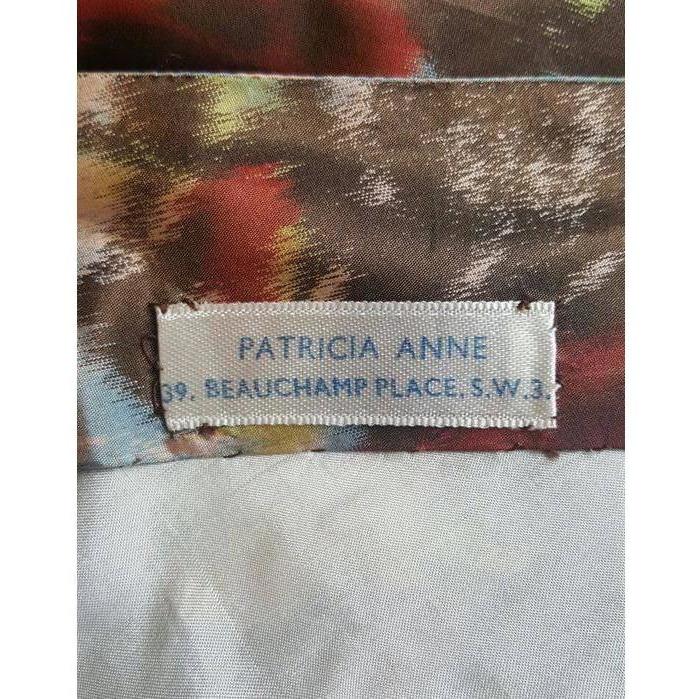 PATRICIA ANNE
39. BEAUCHAMP PLACE. S.W.3.